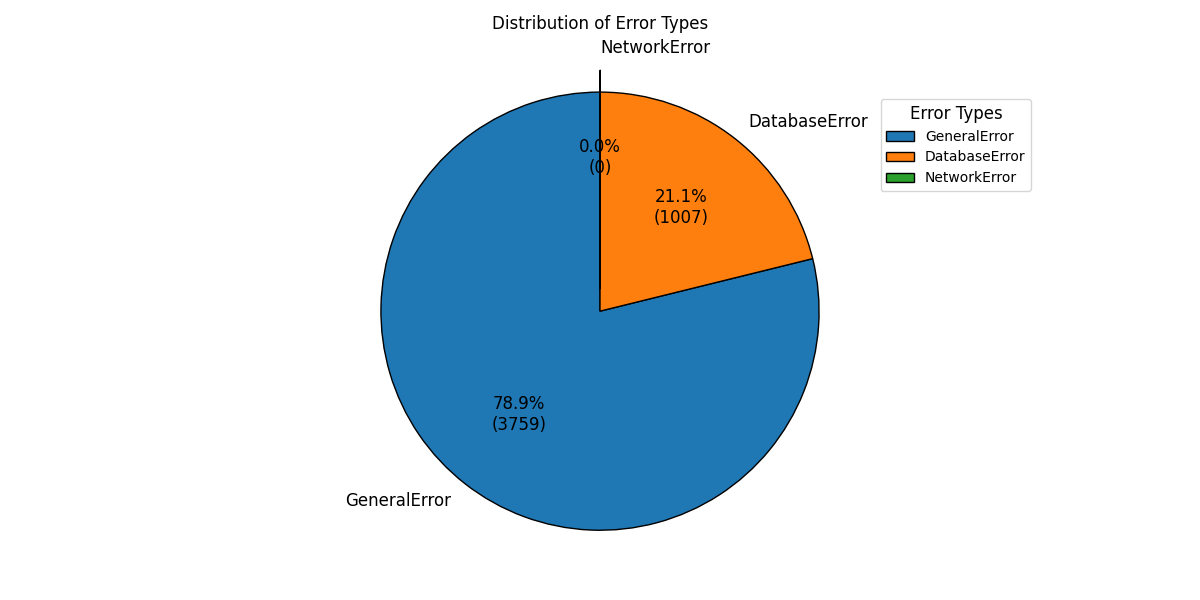 Distribution of Error Types
NetworkError
DatabaseError
Error Types
GeneralError
DatabaseError
NetworkError
0.0%
(0)
21.1%
(1007)
78.9%
(3759)
GeneralError